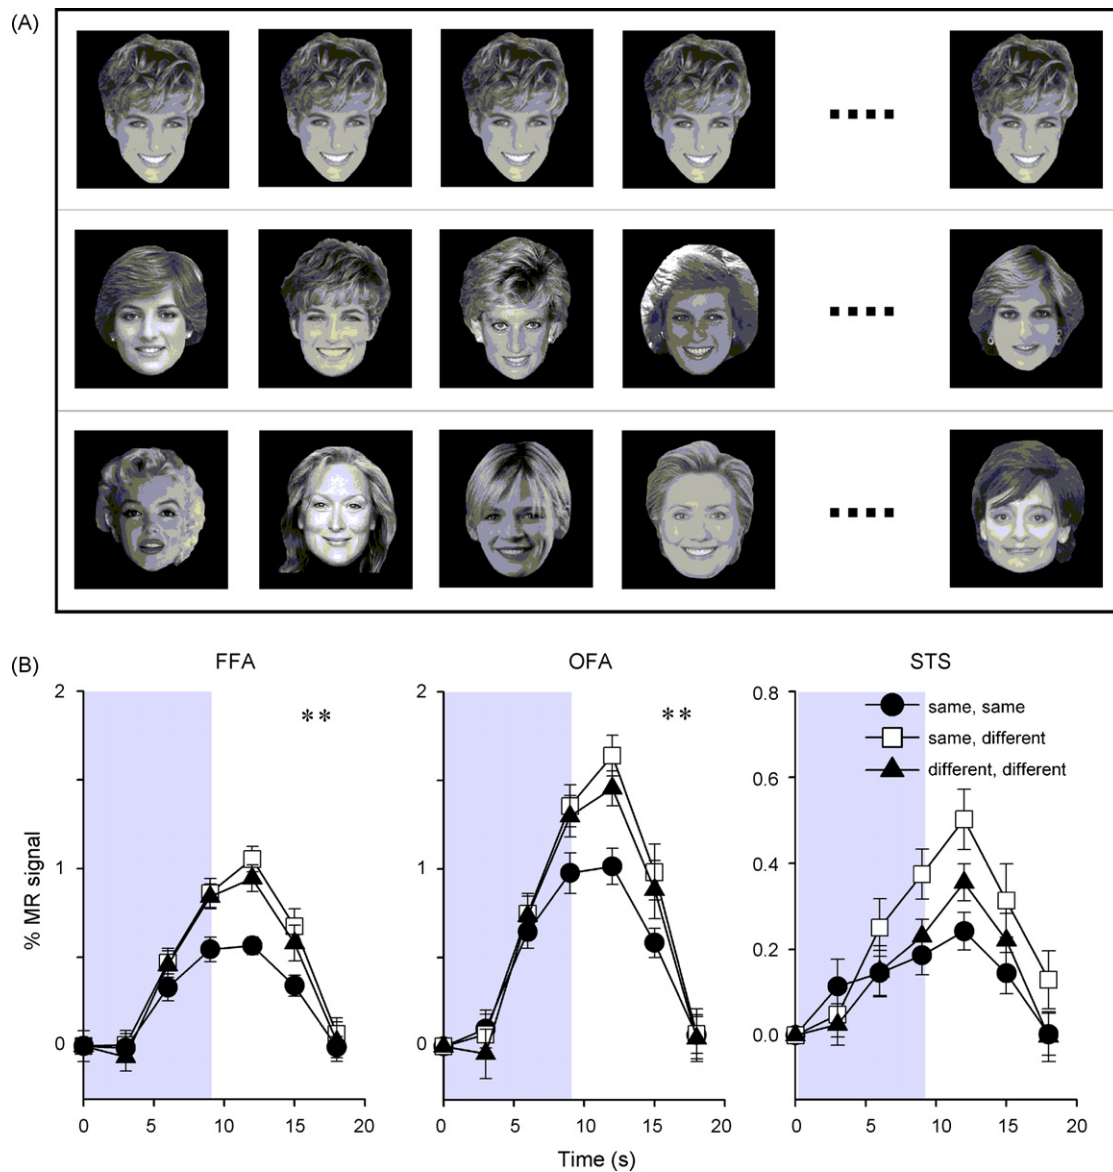 (A)
(B)
FFA
OFA
STS
2
1
0
2
1
0
0.8
0.6
0.4
0.2
0.0
**
**
same, same
same, different
different, different
% MR signal
0 5 10 15 20
0 5 10 15 20
0 5 10 15 20
Time (s)